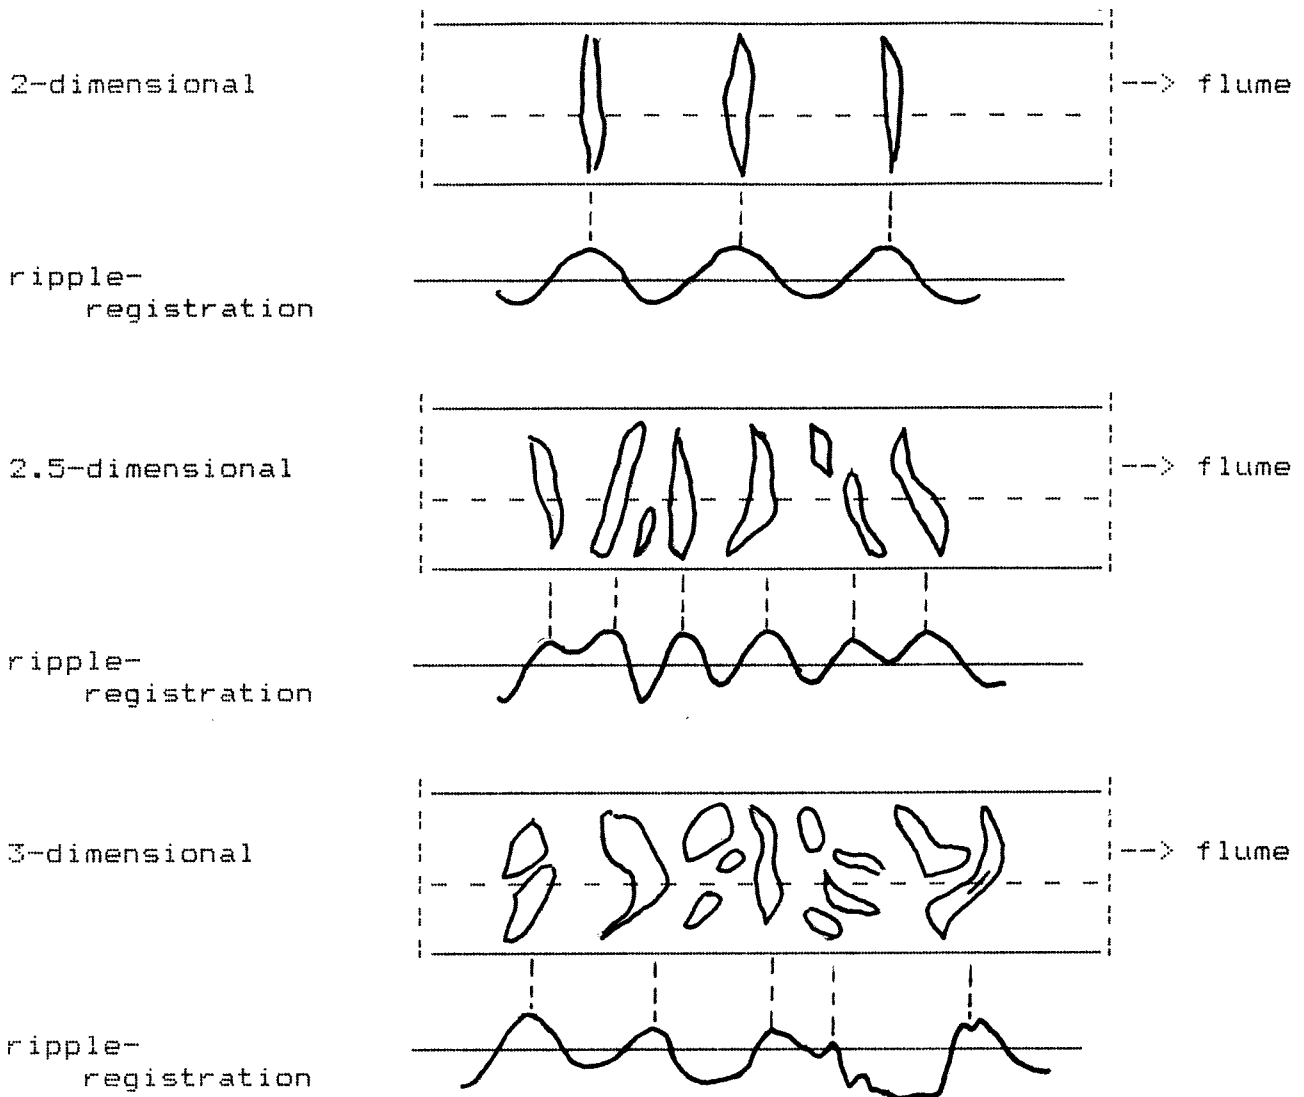 2-dimensional
--> flume
ripple-
registration
2.5-dimensional
--> flume
ripple-
registration
3-dimensional
--> flume
ripple-
registration